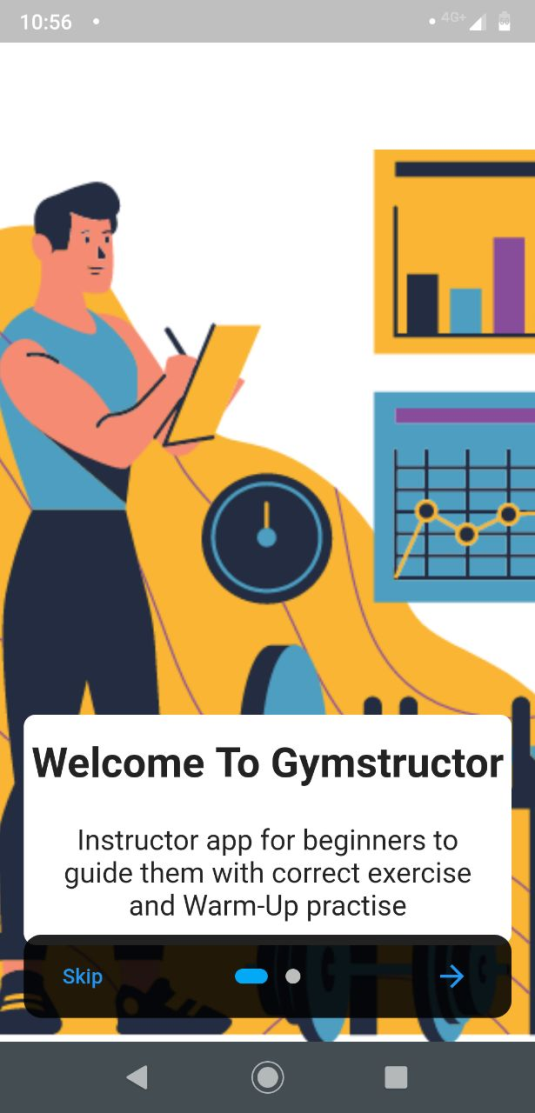 10:56
4G+
Welcome To Gymstructor
Instructor app for beginners to
guide them with correct exercise
and Warm-Up practise
Skip